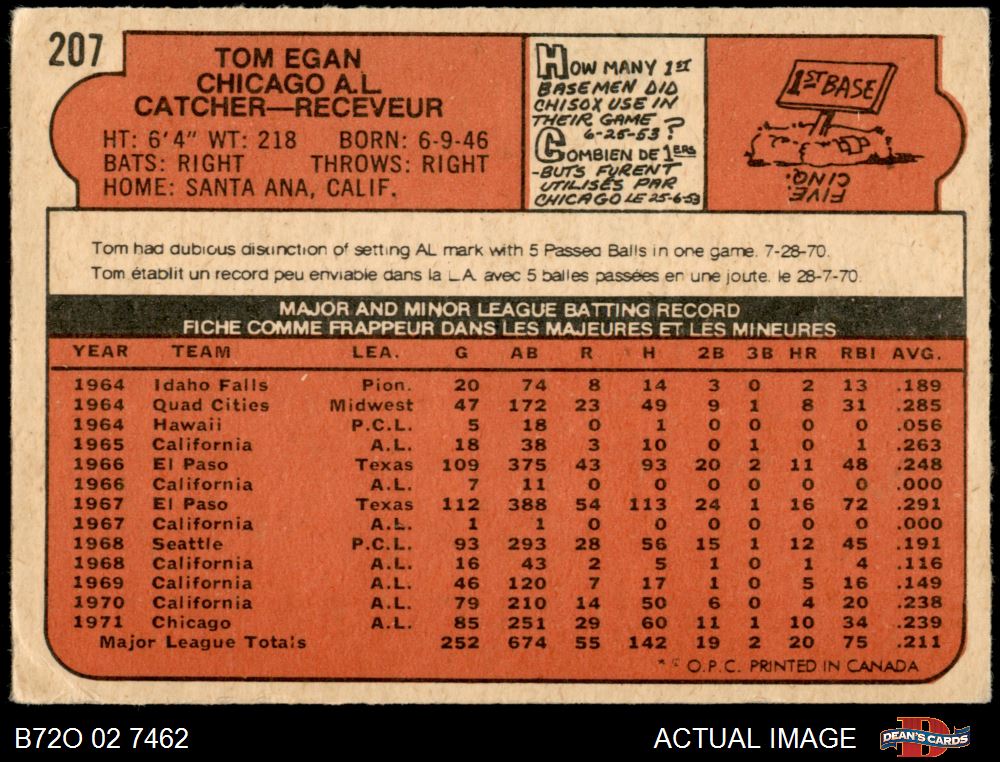 207
TOM EGAN
CHICAGO A.L.
CATCHER—RECEVEUR
HT: 6'4" WT: 218 BORN: 6-9-46
BATS: RIGHT THROWS: RIGHT
HOME: SANTA ANA, CALIF.
HOW MANY 1ST
BASEMEN DID
CHISOX USE IN
THEIR GAME
6-25-53?
COMBIEN DE 1ERS
-BUTS FURENT
UTILISÉS PAR
CHICAGO LE 25-6-53
1ST BASE
FIVE
CINQ.
Tom had dubious distinction of setting AL mark with 5 Passed Balls in one game. 7-28-70.
Tom établit un record peu enviable dans la L.A. avec 5 balles passées en une joute. le 28-7-70.
MAJOR AND MINOR LEAGUE BATTING RECORD
FICHE COMME FRAPPEUR DANS LES MAJEURES ET LES MINEURES
YEAR TEAM LEA. G AB R H 2B 3B HR RBI AVG.
1964 Idaho Falls Pion. 20 74 8 14 3 0 2 13 .189
1964 Quad Cities Midwest 47 172 23 49 9 1 8 31 .285
1964 Hawaii P.C.L. 5 18 0 1 0 0 0 0 .056
1965 California A.L. 18 38 3 10 0 1 0 1 .263
1966 El Paso Texas 109 375 43 93 20 2 11 48 .248
1966 California A.L. 7 11 0 0 0 0 0 0 .000
1967 El Paso Texas 112 388 54 113 24 1 16 72 .291
1967 California A.L. 1 1 0 0 0 0 0 0 .000
1968 Seattle P.C.L. 93 293 28 56 15 1 12 45 .191
1968 California A.L. 16 43 2 5 1 0 1 4 .116
1969 California A.L. 46 120 7 17 1 0 5 16 .149
1970 California A.L. 79 210 14 50 6 0 4 20 .238
1971 Chicago A.L. 85 251 29 60 11 1 10 34 .239
Major League Totals 252 674 55 142 19 2 20 75 .211
O.P.C. PRINTED IN CANADA
B72O 02 7462
ACTUAL IMAGE
D
DEAN'S CARDS